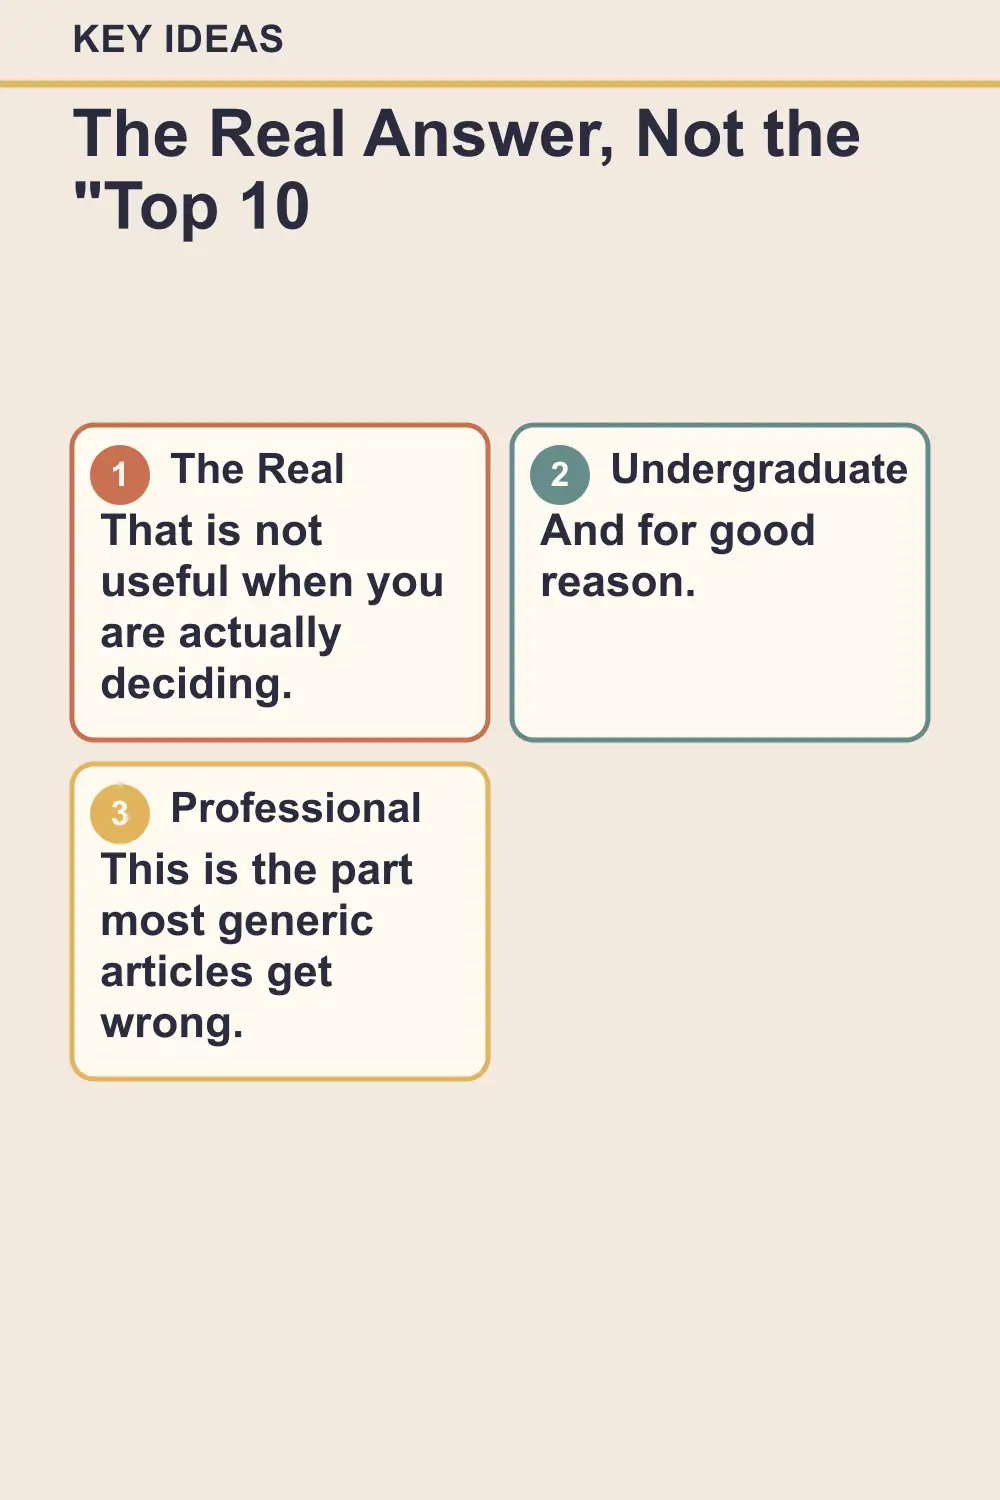 KEY IDEAS
The Real Answer, Not the
"Top 10
1 The Real
That is not
useful when you
are actually
deciding.
2 Undergraduate
And for good
reason.
3 Professional
This is the part
most generic
articles get
wrong.